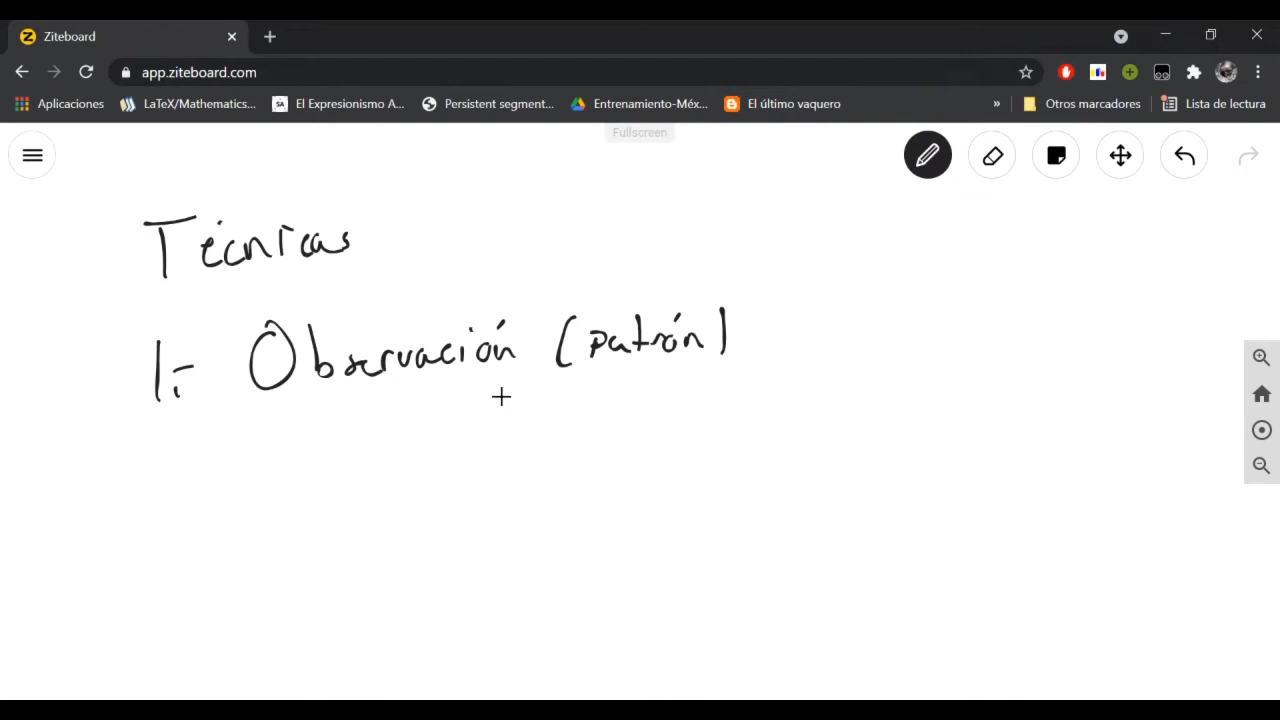 Ziteboard
app.ziteboard.com
Aplicaciones
LaTeX/Mathematics...
El Expresionismo A...
Persistent segment...
Entrenamiento-Méx...
El último vaquero
»
Otros marcadores
Lista de lectura
Fullscreen
Técnicas
1.- Observación (patrón)